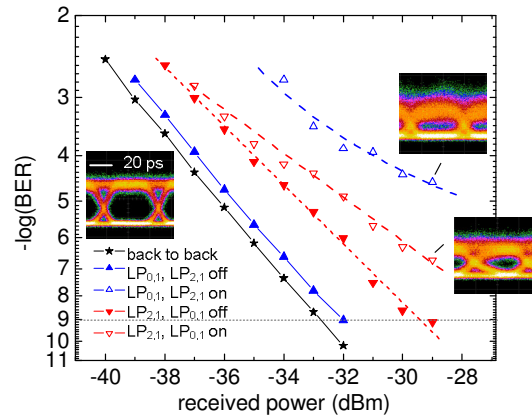 2
3
4
5
6
7
8
9
10
11
-log(BER)
20 ps
back to back
LP0,1, LP2,1 off
LP0,1, LP2,1 on
LP2,1, LP0,1 off
LP2,1, LP0,1 on
-40 -38 -36 -34 -32 -30 -28
received power (dBm)